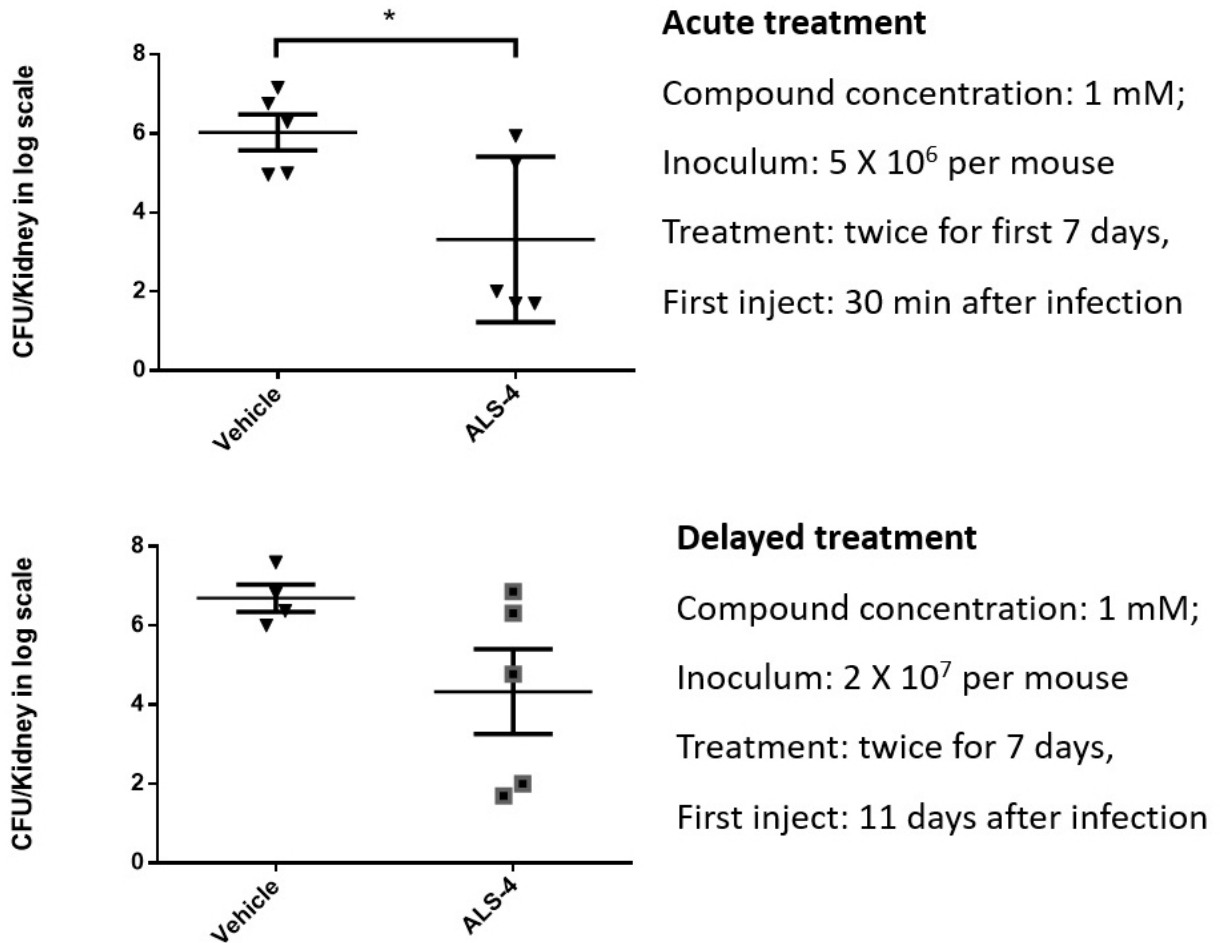 *
8
6
4
2
0
CFU/Kidney in log scale
Vehicle
ALS-4
Acute treatment
Compound concentration: 1 mM;
Inoculum: 5 X 10⁶ per mouse
Treatment: twice for first 7 days,
First inject: 30 min after infection
8
6
4
2
0
CFU/Kidney in log scale
Vehicle
ALS-4
Delayed treatment
Compound concentration: 1 mM;
Inoculum: 2 X 10⁷ per mouse
Treatment: twice for 7 days,
First inject: 11 days after infection